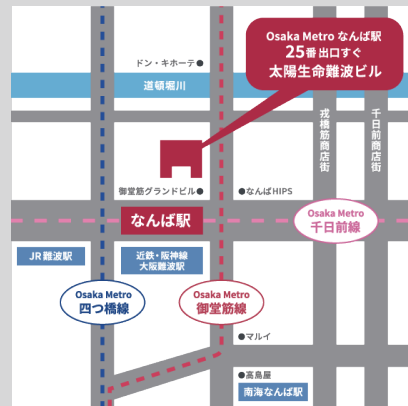 Osaka Metro なんば駅
25番出口すぐ
太陽生命難波ビル
ドン・キホーテ●
道頓堀川
戎橋筋商店街
千日前商店街
御堂筋グランドビル●
●なんばHIPS
なんば駅
Osaka Metro
千日前線
JR難波駅
近鉄・阪神線
大阪難波駅
Osaka Metro
四つ橋線
Osaka Metro
御堂筋線
●マルイ
●高島屋
南海なんば駅